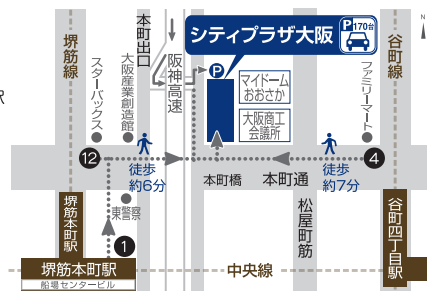 本町出口
シティプラザ大阪
P 170台
N
堺筋線
阪神高速
P
谷町線
スターバックス
大阪産業創造館
マイドーム
おおさか
大阪商工
会議所
ファミリーマート
駅
12
徒歩
約6分
本町橋
本町通
徒歩
約7分
4
東警察
堺筋本町駅
1
松屋町筋
谷町四丁目駅
堺筋本町駅
船場センタービル
中央線